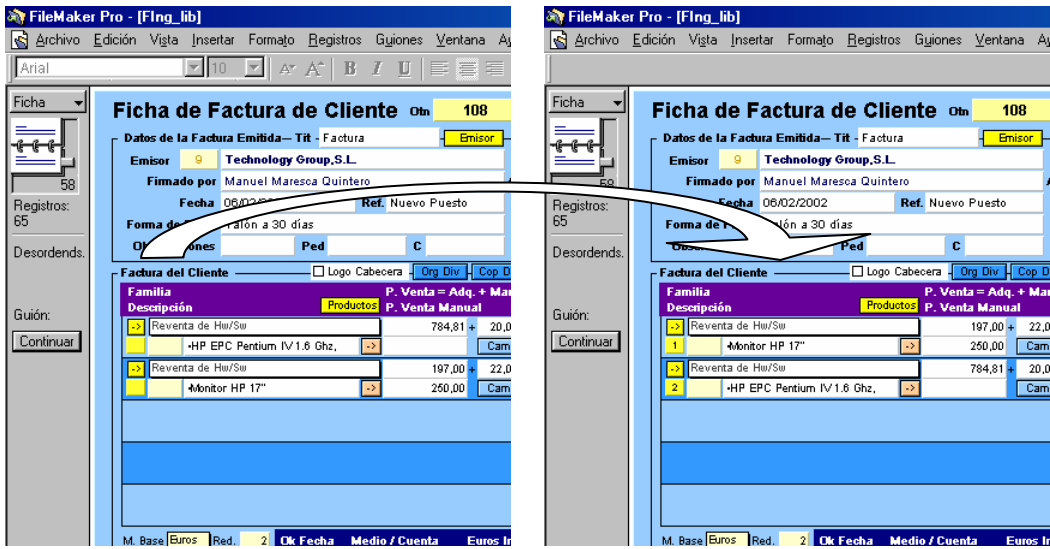 FileMaker Pro - [FIng_lib]
Archivo Edición Vista Insertar Formato Registros Guiones Ventana
Arial 10 B I U
Ficha
Ficha de Factura de Cliente Otn 108
Datos de la Factura Emitida— Tit - Factura Emisor
Emisor 9 Technology Group,S.L.
58
Firmado por Manuel Maresca Quintero
Registros:
65
Fecha Ref. Nuevo Puesto
Forma de Talón a 30 días
Desordends.
Ped C
Factura del Cliente Logo Cabecera Org Div Cop D
Familia P. Venta = Adq. + Mar
Descripción Productos P. Venta Manual
Guión:
Continuar
-> Reventa de Hw/Sw 784,81 + 20,0
•HP EPC Pentium IV 1.6 Ghz, -> Cam
-> Reventa de Hw/Sw 197,00 + 22,0
•Monitor HP 17" -> 250,00 Cam
M. Base Euros Red. 2 Ok Fecha Medio / Cuenta Euros
FileMaker Pro - [FIng_lib]
Archivo Edición Vista Insertar Formato Registros Guiones Ventana
Ficha
Ficha de Factura de Cliente Otn 108
Datos de la Factura Emitida— Tit - Factura Emisor
Emisor 9 Technology Group,S.L.
Firmado por Manuel Maresca Quintero
Registros:
65
Fecha 06/02/2002 Ref. Nuevo Puesto
Forma de Talón a 30 días
Desordends.
Ped C
Factura del Cliente Logo Cabecera Org Div Cop D
Familia P. Venta = Adq. + Mar
Descripción Productos P. Venta Manual
Guión:
Continuar
-> Reventa de Hw/Sw 197,00 + 22,0
1 •Monitor HP 17" -> 250,00 Cam
-> Reventa de Hw/Sw 784,81 + 20,0
2 •HP EPC Pentium IV 1.6 Ghz, -> Cam
M. Base Euros Red. 2 Ok Fecha Medio / Cuenta Euros